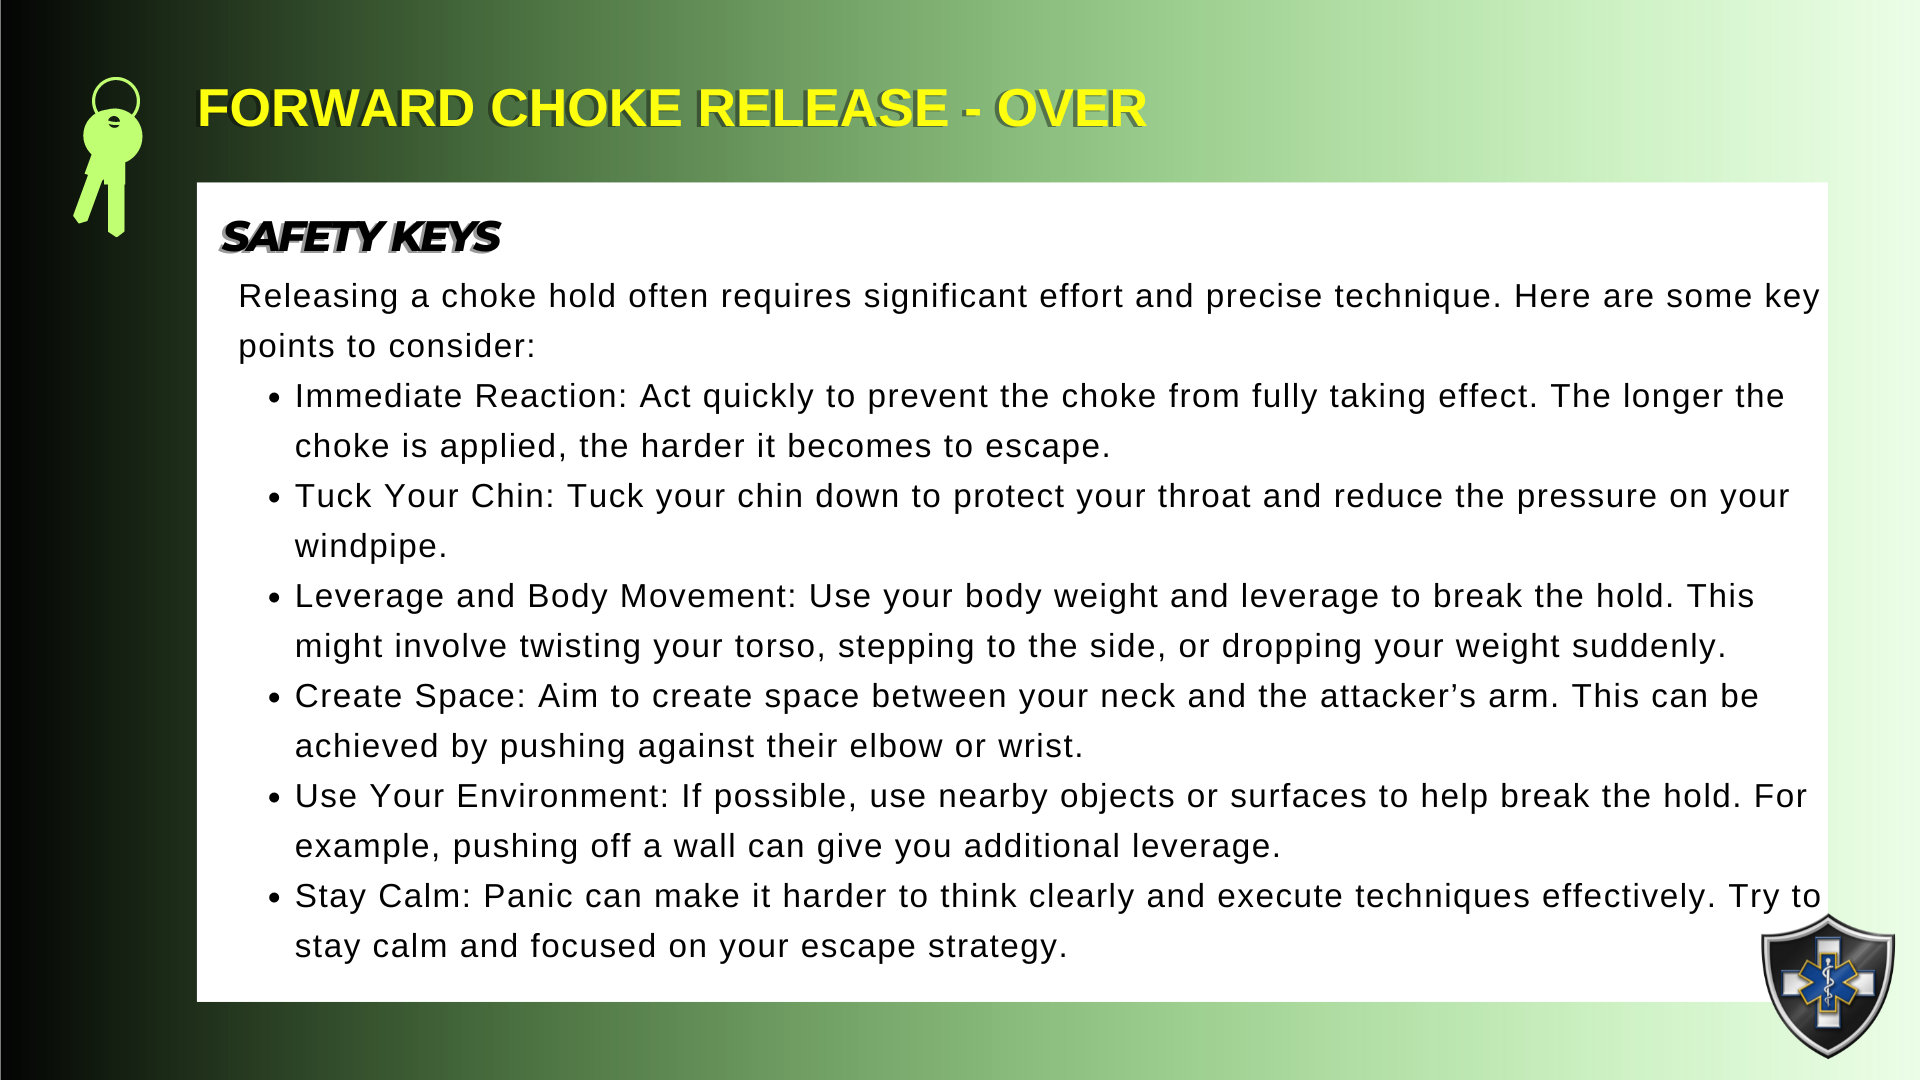 FORWARD CHOKE RELEASE - OVER
SAFETY KEYS
Releasing a choke hold often requires significant effort and precise technique. Here are some key
points to consider:
• Immediate Reaction: Act quickly to prevent the choke from fully taking effect. The longer the
choke is applied, the harder it becomes to escape.
• Tuck Your Chin: Tuck your chin down to protect your throat and reduce the pressure on your
windpipe.
• Leverage and Body Movement: Use your body weight and leverage to break the hold. This
might involve twisting your torso, stepping to the side, or dropping your weight suddenly.
• Create Space: Aim to create space between your neck and the attacker’s arm. This can be
achieved by pushing against their elbow or wrist.
• Use Your Environment: If possible, use nearby objects or surfaces to help break the hold. For
example, pushing off a wall can give you additional leverage.
• Stay Calm: Panic can make it harder to think clearly and execute techniques effectively. Try to
stay calm and focused on your escape strategy.